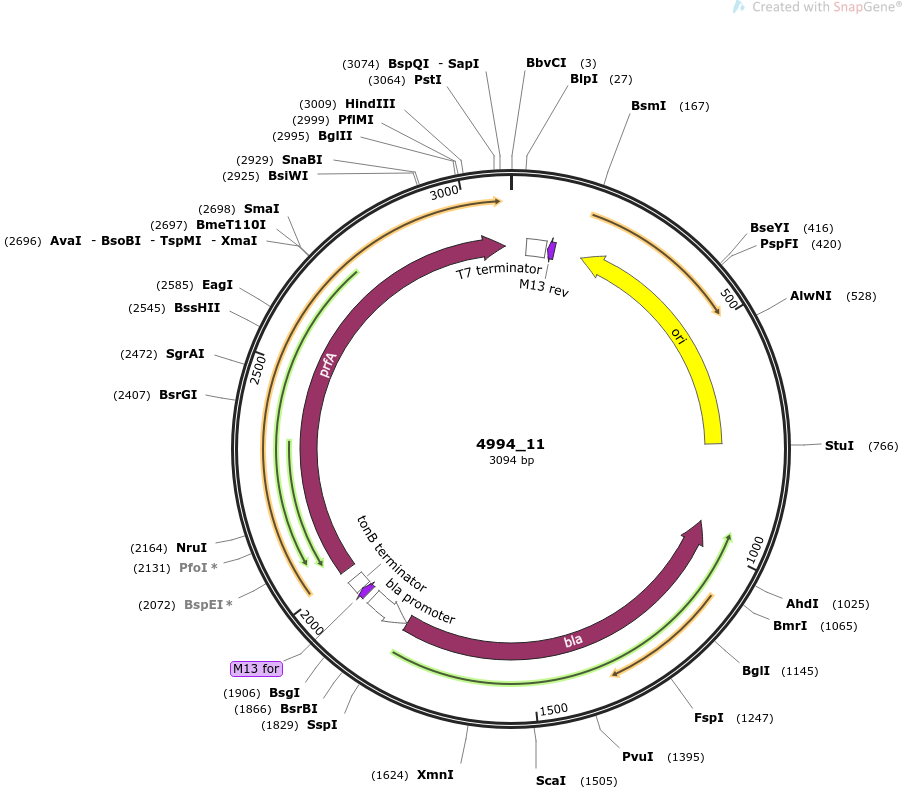 Created with SnapGene®
(3074) BspQI - SapI
(3064) PstI
(3009) HindIII
(2999) PflMI
(2995) BglII
(2929) SnaBI
(2925) BsiWI
(2698) SmaI
(2697) BmeT110I
(2696) AvaI - BsoBI - TspMI - XmaI
(2585) EagI
(2545) BssHII
(2472) SgrAI
(2407) BsrGI
(2164) NruI
(2131) PfoI *
(2072) BspEI *
M13 for
(1906) BsgI
(1866) BsrBI
(1829) SspI
(1624) XmnI
BbvCI (3)
BlpI (27)
BsmI (167)
BseYI (416)
PspFI (420)
AlwNI (528)
StuI (766)
AhdI (1025)
BmrI (1065)
BglI (1145)
FspI (1247)
PvuI (1395)
ScaI (1505)
500
1000
1500
2000
2500
3000
T7 terminator
M13 rev
ori
prfA
tonB terminator
bla promoter
bla
4994_11
3094 bp